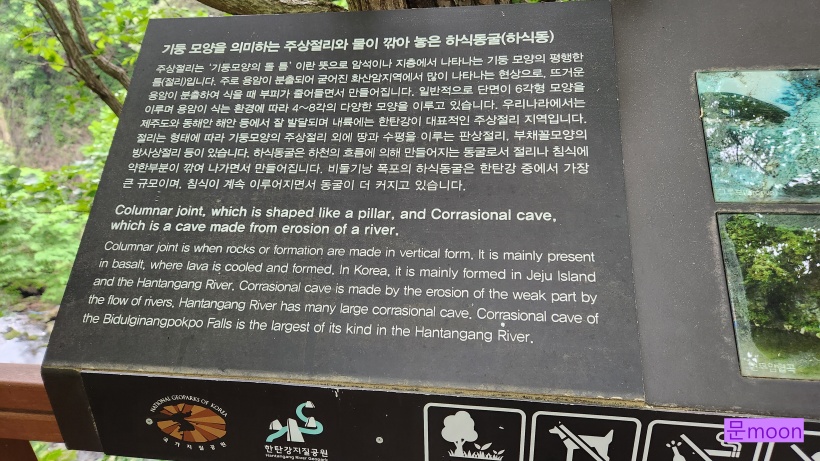 기둥 모양을 의미하는 주상절리와 물이 깎아 놓은 하식동굴(하식동)
주상절리는 '기둥모양의 돌 틈' 이란 뜻으로 암석이나 지층에서 나타나는 기둥 모양의 평행한
틈(절리)입니다. 주로 용암이 분출되어 굳어진 화산암지역에서 많이 나타나는 현상으로, 뜨거운
용암이 분출하여 식을 때 부피가 줄어들면서 만들어집니다. 일반적으로 단면이 6각형 모양을
이루며 용암이 식는 환경에 따라 4~8각의 다양한 모양을 이루고 있습니다. 우리나라에서는
제주도와 동해안 해안 등에서 잘 발달되며 내륙에는 한탄강이 대표적인 주상절리 지역입니다.
절리는 형태에 따라 기둥모양의 주상절리 외에 땅과 수평을 이루는 판상절리, 부채꼴모양의
방사상절리 등이 있습니다. 하식동굴은 하천의 흐름에 의해 만들어지는 동굴로서 절리나 침식에
약한부분이 깎여 나가면서 만들어집니다. 비둘기낭 폭포의 하식동굴은 한탄강 중에서 가장
큰 규모이며, 침식이 계속 이루어지면서 동굴이 더 커지고 있습니다.
Columnar joint, which is shaped like a pillar, and Corrasional cave,
which is a cave made from erosion of a river.
Columnar joint is when rocks or formation are made in vertical form. It is mainly present
in basalt, where lava is cooled and formed. In Korea, it is mainly formed in Jeju Island
and the Hantangang River. Corrasional cave is made by the erosion of the weak part by
the flow of rivers. Hantangang River has many large corrasional cave. Corrasional cave of
the Bidulginangpokpo Falls is the largest of its kind in the Hantangang River.
NATIONAL GEOPARKS OF KOREA
국가지질공원
한탄강지질공원
Hantangang River Geopark
문moon